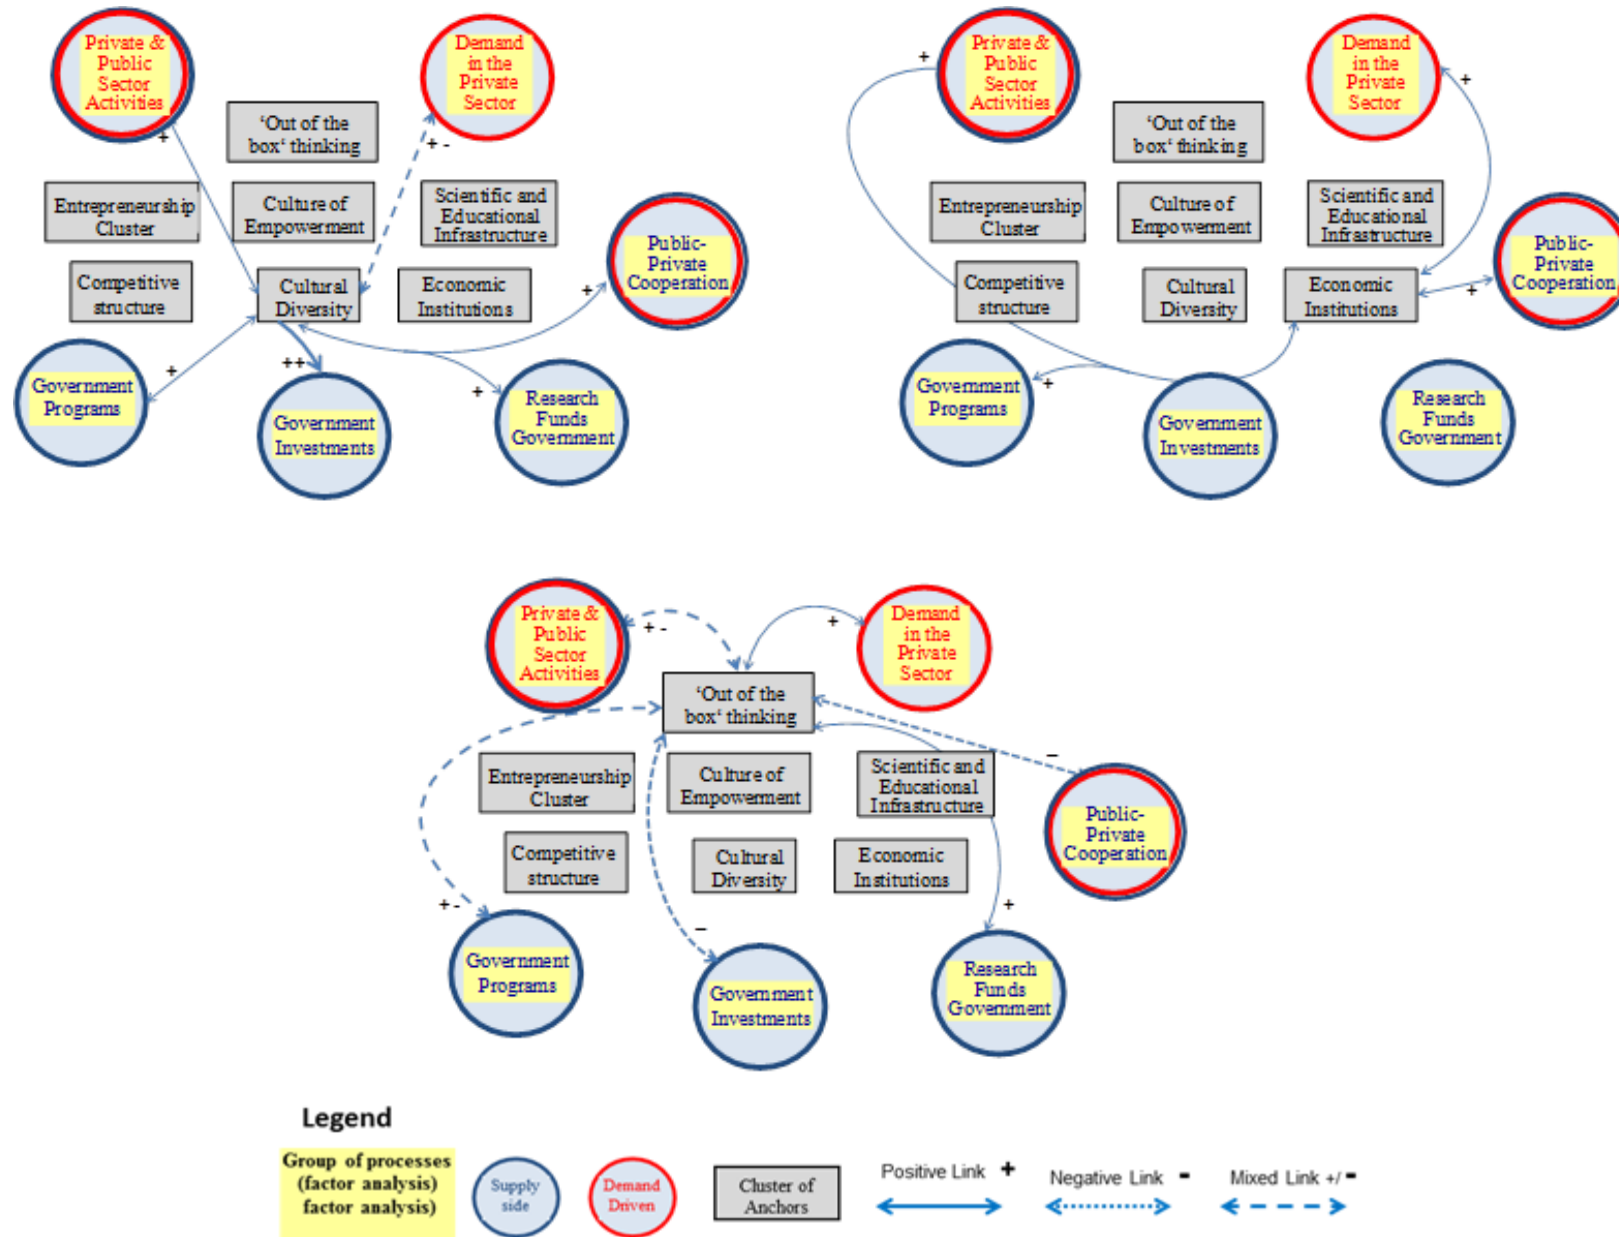 Private &
Public
Sector
Activities
+
'Out of the
box' thinking
Demand
in the
Private
Sector
+ -
Entrepreneurship
Cluster
Culture of
Empowerment
Scientific and
Educational
Infrastructure
Public-
Private
Cooperation
+
Competitive
structure
Cultural
Diversity
Economic
Institutions
Government
Programs
+
++
Government
Investments
+
Research
Funds
Government
+
Private &
Public
Sector
Activities
'Out of the
box' thinking
Demand
in the
Private
Sector
+
Entrepreneurship
Cluster
Culture of
Empowerment
Scientific and
Educational
Infrastructure
Public-
Private
Cooperation
+
Competitive
structure
Cultural
Diversity
Economic
Institutions
Government
Programs
+
Government
Investments
Research
Funds
Government
Private &
Public
Sector
Activities
+ -
+
Demand
in the
Private
Sector
'Out of the
box' thinking
Entrepreneurship
Cluster
Culture of
Empowerment
Scientific and
Educational
Infrastructure
–
Public-
Private
Cooperation
Competitive
structure
Cultural
Diversity
Economic
Institutions
+ -
–
+
Government
Programs
Government
Investments
Research
Funds
Government
Legend
Group of processes
(factor analysis)
factor analysis)
Supply
side
Demand
Driven
Cluster of
Anchors
Positive Link +
Negative Link -
Mixed Link +/-